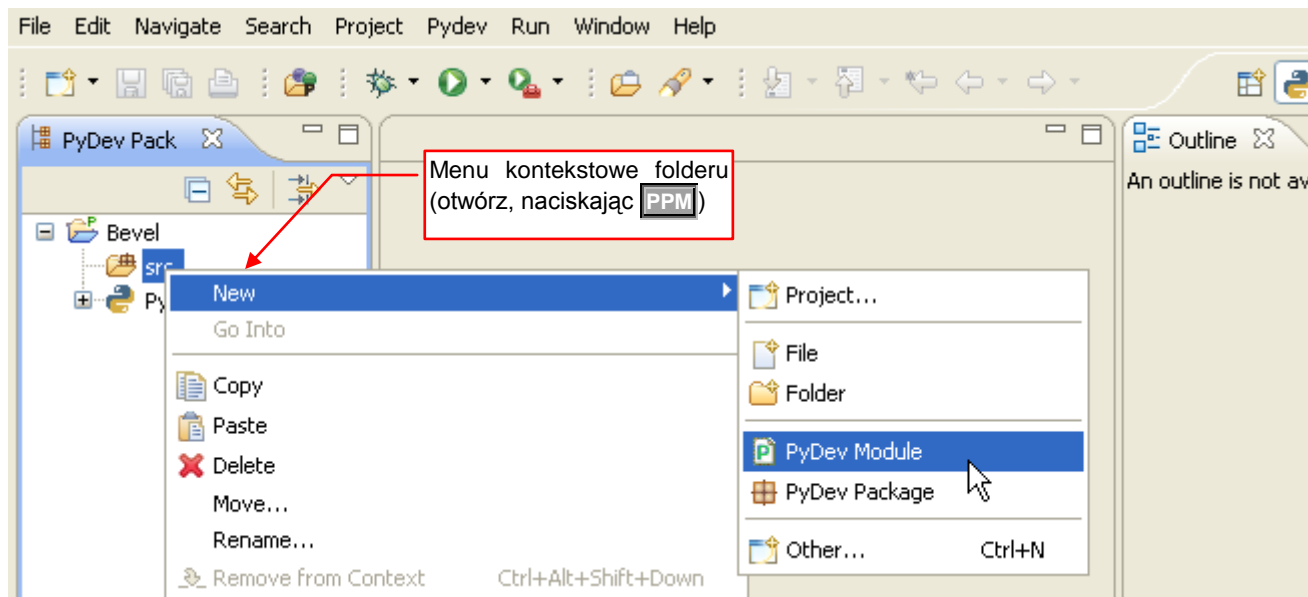 File Edit Navigate Search Project Pydev Run Window Help
PyDev Pack
Outline
Menu kontekstowe folderu
(otwórz, naciskając PPM)
An outline is not av
Bevel
src
Py
New
Go Into
Copy
Paste
Delete
Move...
Rename...
Remove from Context Ctrl+Alt+Shift+Down
Project...
File
Folder
PyDev Module
PyDev Package
Other... Ctrl+N